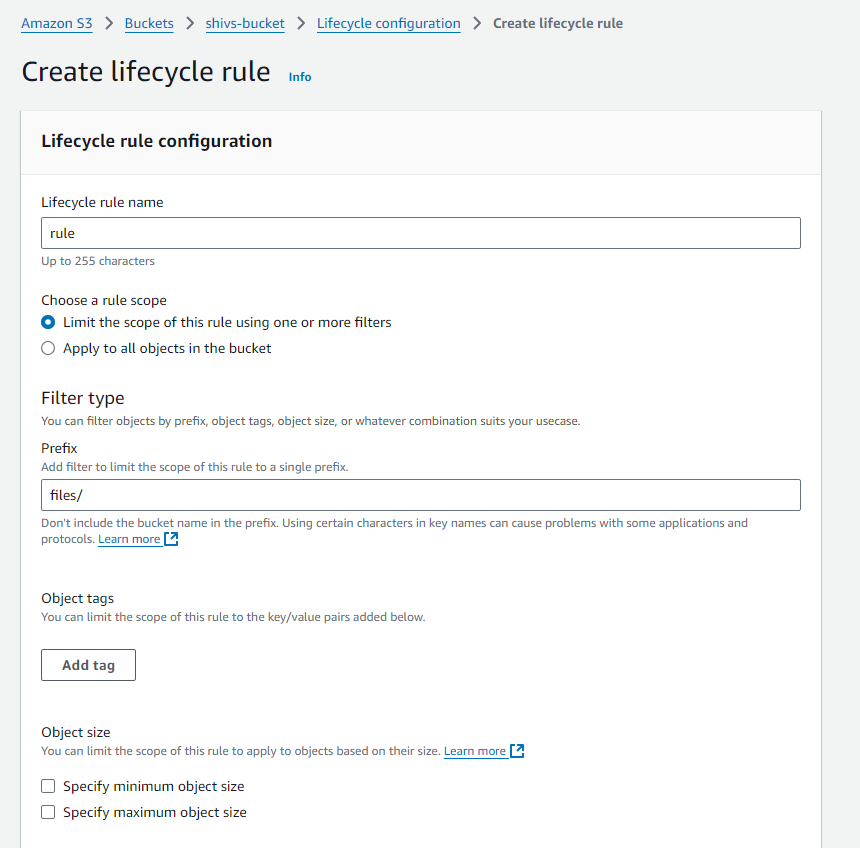 Amazon S3 > Buckets > shivs-bucket > Lifecycle configuration > Create lifecycle rule
Create lifecycle rule Info
Lifecycle rule configuration
Lifecycle rule name
rule
Up to 255 characters
Choose a rule scope
Limit the scope of this rule using one or more filters
Apply to all objects in the bucket
Filter type
You can filter objects by prefix, object tags, object size, or whatever combination suits your usecase.
Prefix
Add filter to limit the scope of this rule to a single prefix.
files/
Don't include the bucket name in the prefix. Using certain characters in key names can cause problems with some applications and
protocols. Learn more
Object tags
You can limit the scope of this rule to the key/value pairs added below.
Add tag
Object size
You can limit the scope of this rule to apply to objects based on their size. Learn more
Specify minimum object size
Specify maximum object size